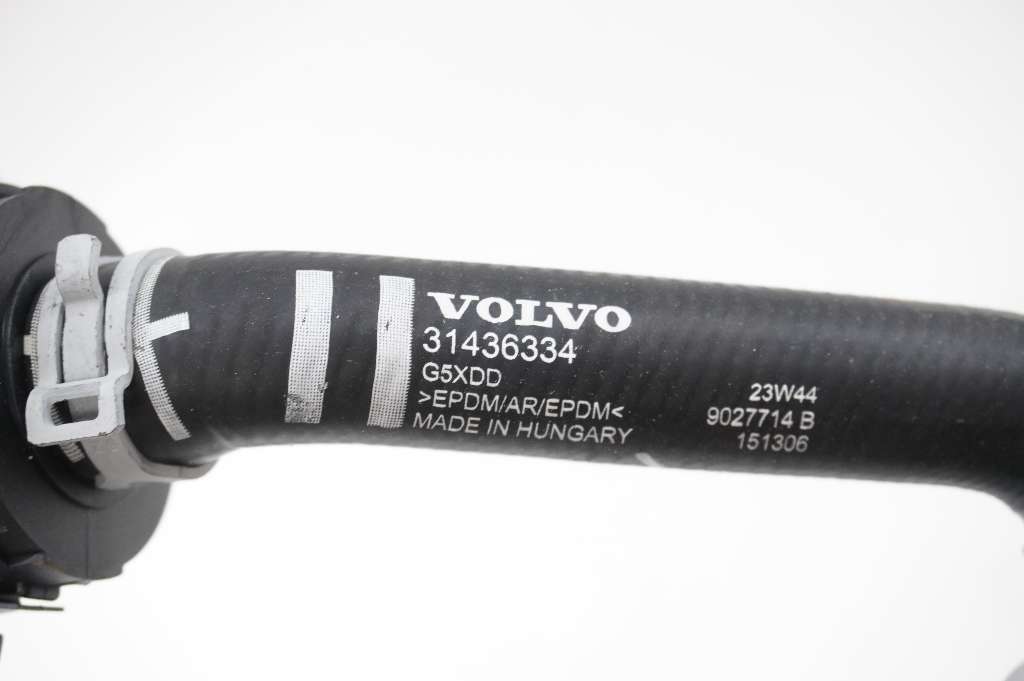 VOLVO
31436334
G5XDD
>EPDM/AR/EPDM<
MADE IN HUNGARY
23W44
9027714 B
151306